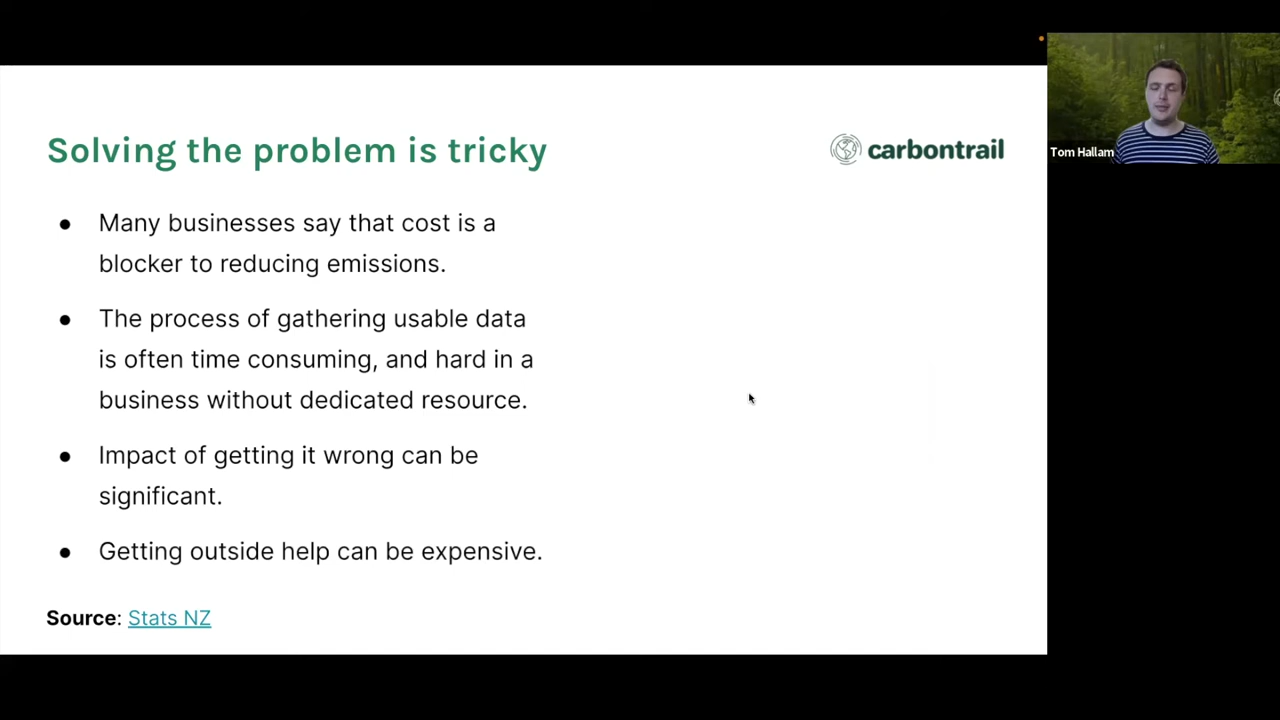 Solving the problem is tricky
carbontrail
● Many businesses say that cost is a
blocker to reducing emissions.
● The process of gathering usable data
is often time consuming, and hard in a
business without dedicated resource.
● Impact of getting it wrong can be
significant.
● Getting outside help can be expensive.
Source: Stats NZ
Tom Hallam